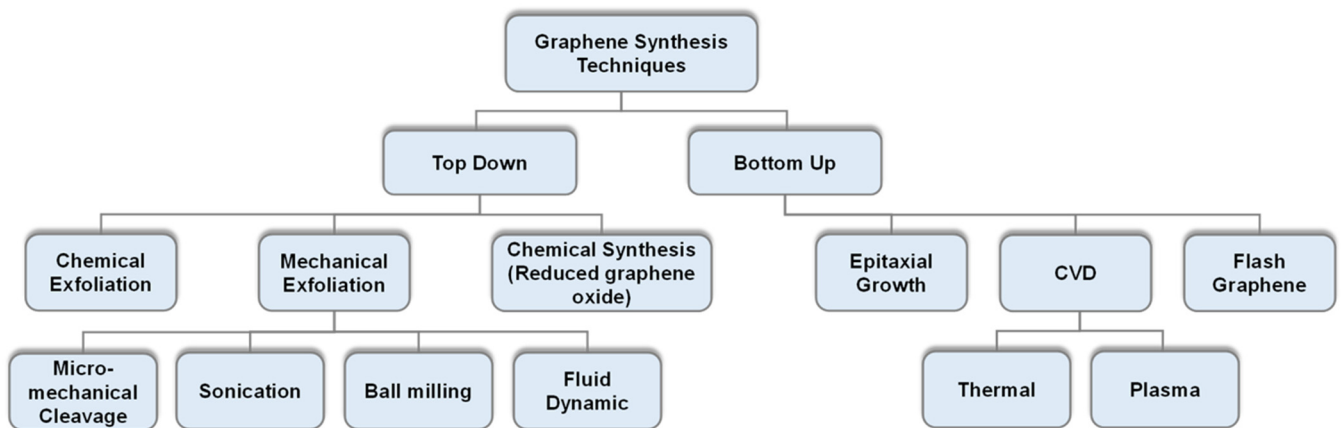 Graphene Synthesis
Techniques
Top Down
Bottom Up
Chemical
Exfoliation
Mechanical
Exfoliation
Chemical Synthesis
(Reduced graphene
oxide)
Epitaxial
Growth
CVD
Flash
Graphene
Micro-
mechanical
Cleavage
Sonication
Ball milling
Fluid
Dynamic
Thermal
Plasma